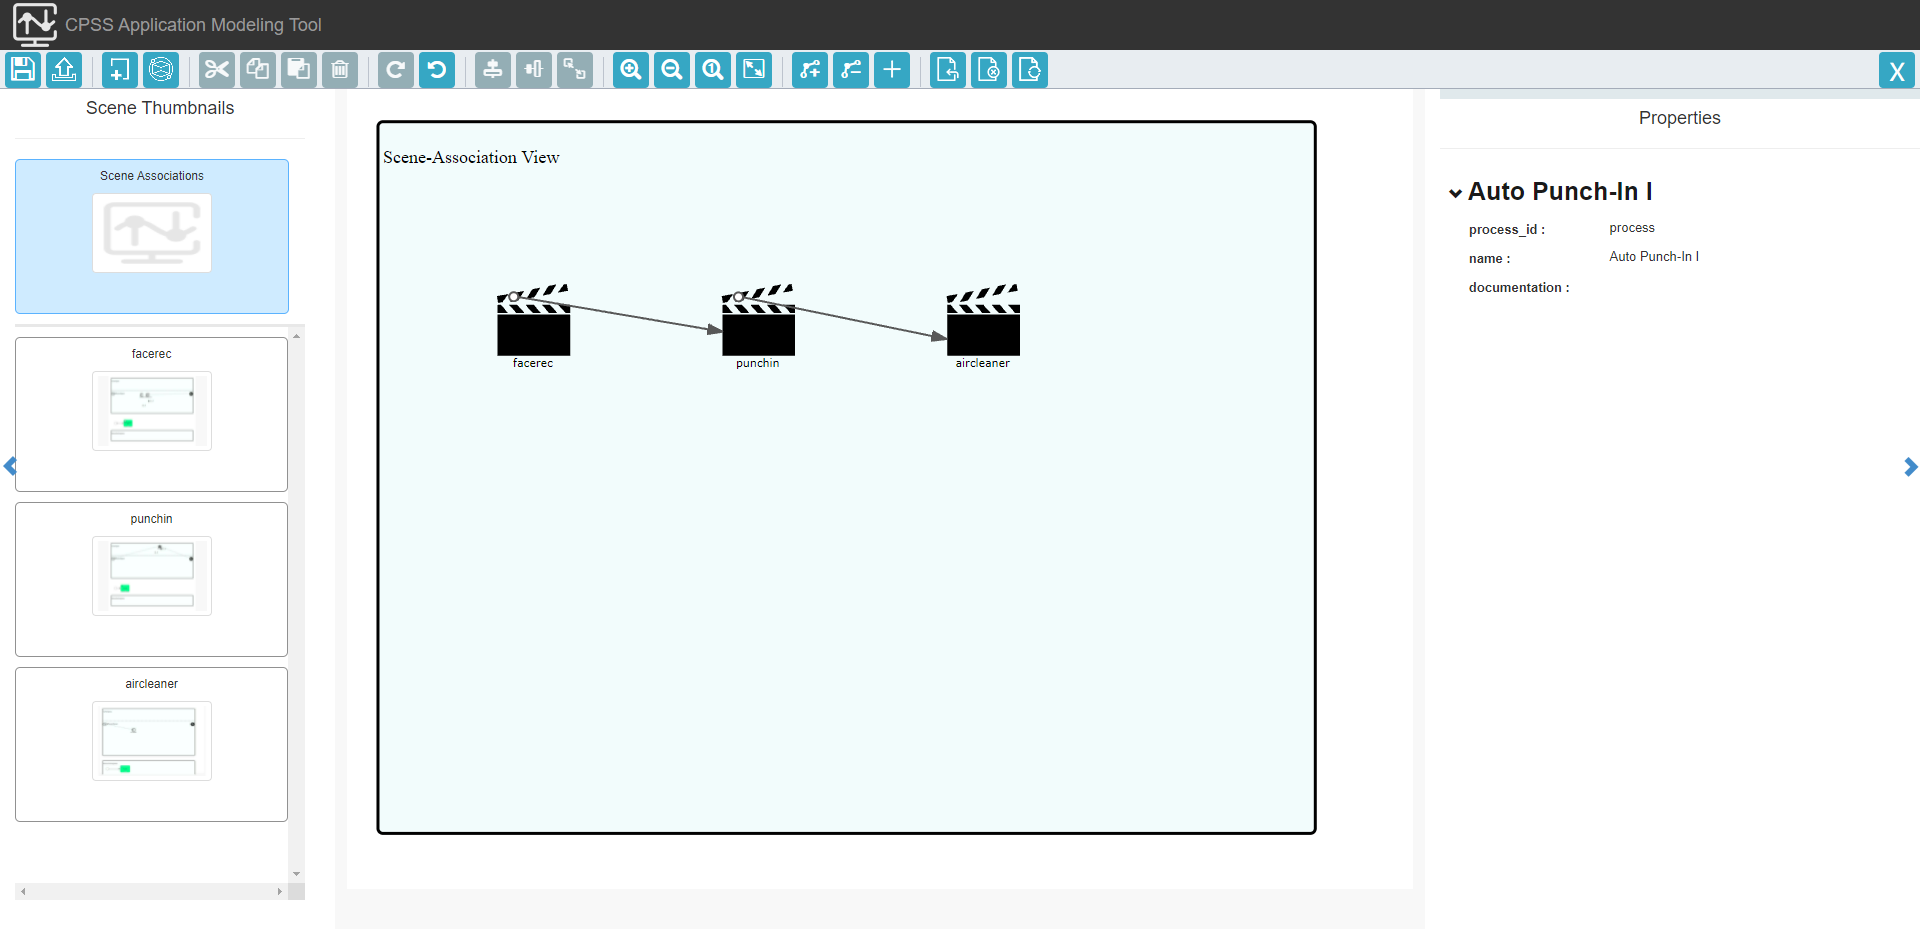 CPSS Application Modeling Tool
X
Scene Thumbnails
Scene Associations
facerec
punchin
aircleaner
Scene-Association View
facerec
punchin
aircleaner
Properties
Auto Punch-In I
process_id : process
name : Auto Punch-In I
documentation :